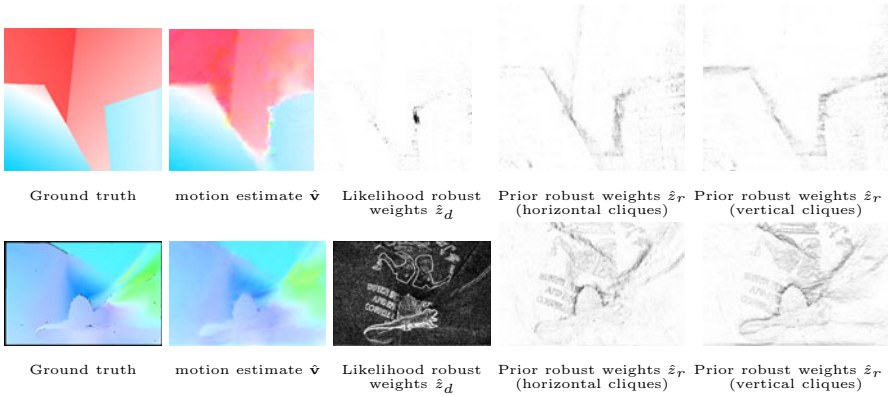 Ground truth
motion estimate v̂
Likelihood robust
weights ẑ_d
Prior robust weights ẑ_r
(horizontal cliques)
Prior robust weights ẑ_r
(vertical cliques)
Ground truth
motion estimate v̂
Likelihood robust
weights ẑ_d
Prior robust weights ẑ_r
(horizontal cliques)
Prior robust weights ẑ_r
(vertical cliques)